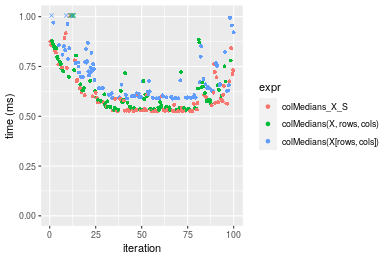 1.00
0.75
0.50
0.25
0.00
time (ms)
0
25
50
75
100
iteration
expr
colMedians_X_S
colMedians(X, rows, cols)
colMedians(X[rows, cols])